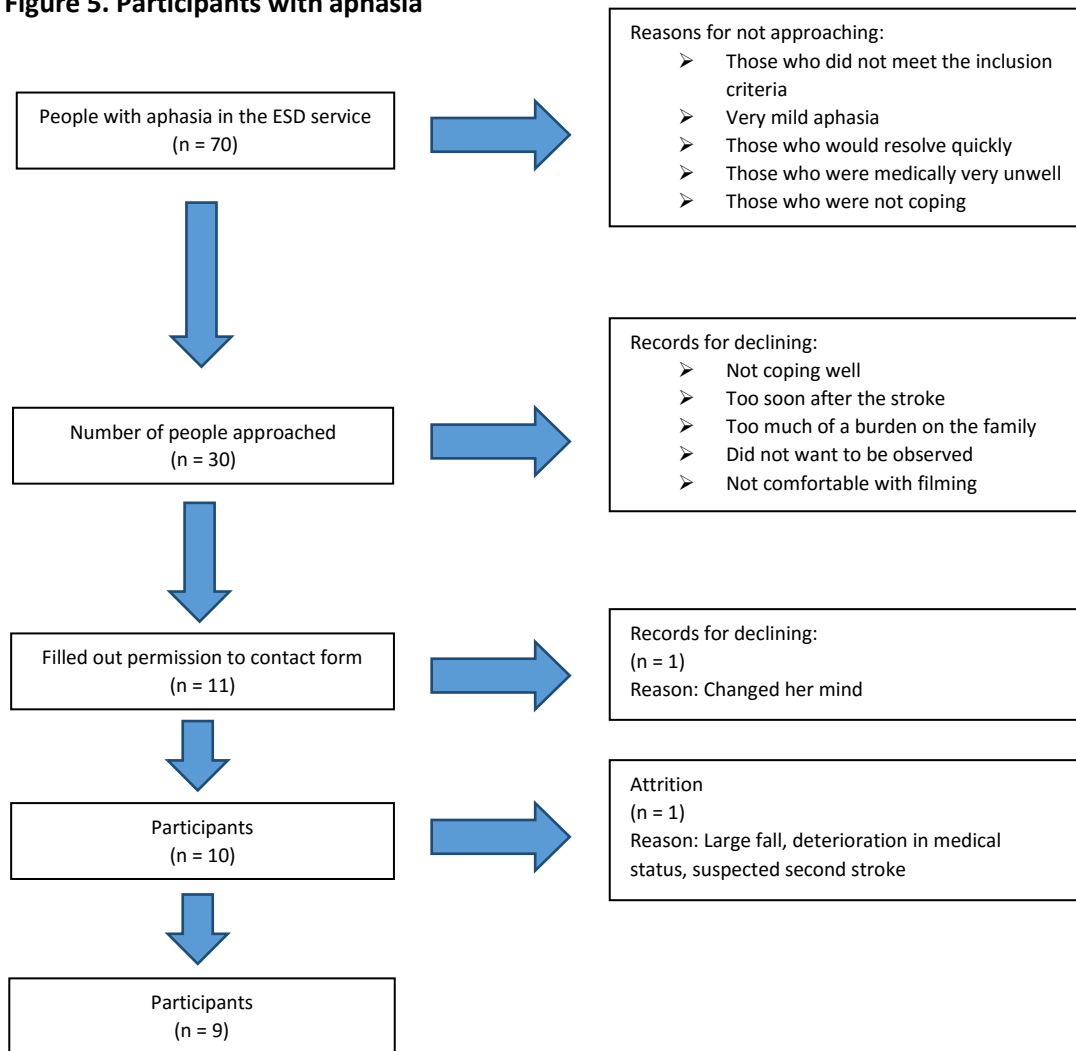 Figure 5. Participants with aphasia
Reasons for not approaching:
➢ Those who did not meet the inclusion
criteria
➢ Very mild aphasia
➢ Those who would resolve quickly
➢ Those who were medically very unwell
➢ Those who were not coping
People with aphasia in the ESD service
(n = 70)
Records for declining:
➢ Not coping well
➢ Too soon after the stroke
➢ Too much of a burden on the family
➢ Did not want to be observed
➢ Not comfortable with filming
Number of people approached
(n = 30)
Filled out permission to contact form
(n = 11)
Records for declining:
(n = 1)
Reason: Changed her mind
Participants
(n = 10)
Attrition
(n = 1)
Reason: Large fall, deterioration in medical
status, suspected second stroke
Participants
(n = 9)